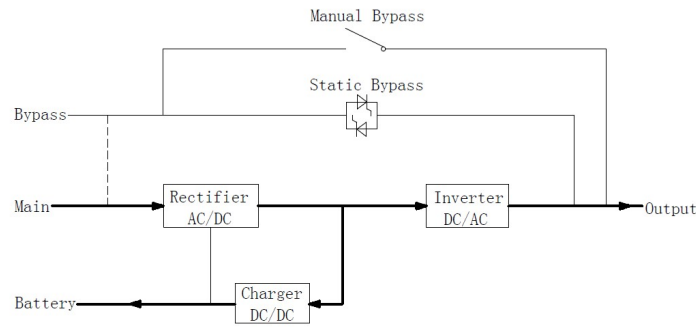 Manual Bypass
Static Bypass
Bypass
Main
Rectifier
AC/DC
Inverter
DC/AC
Output
Battery
Charger
DC/DC